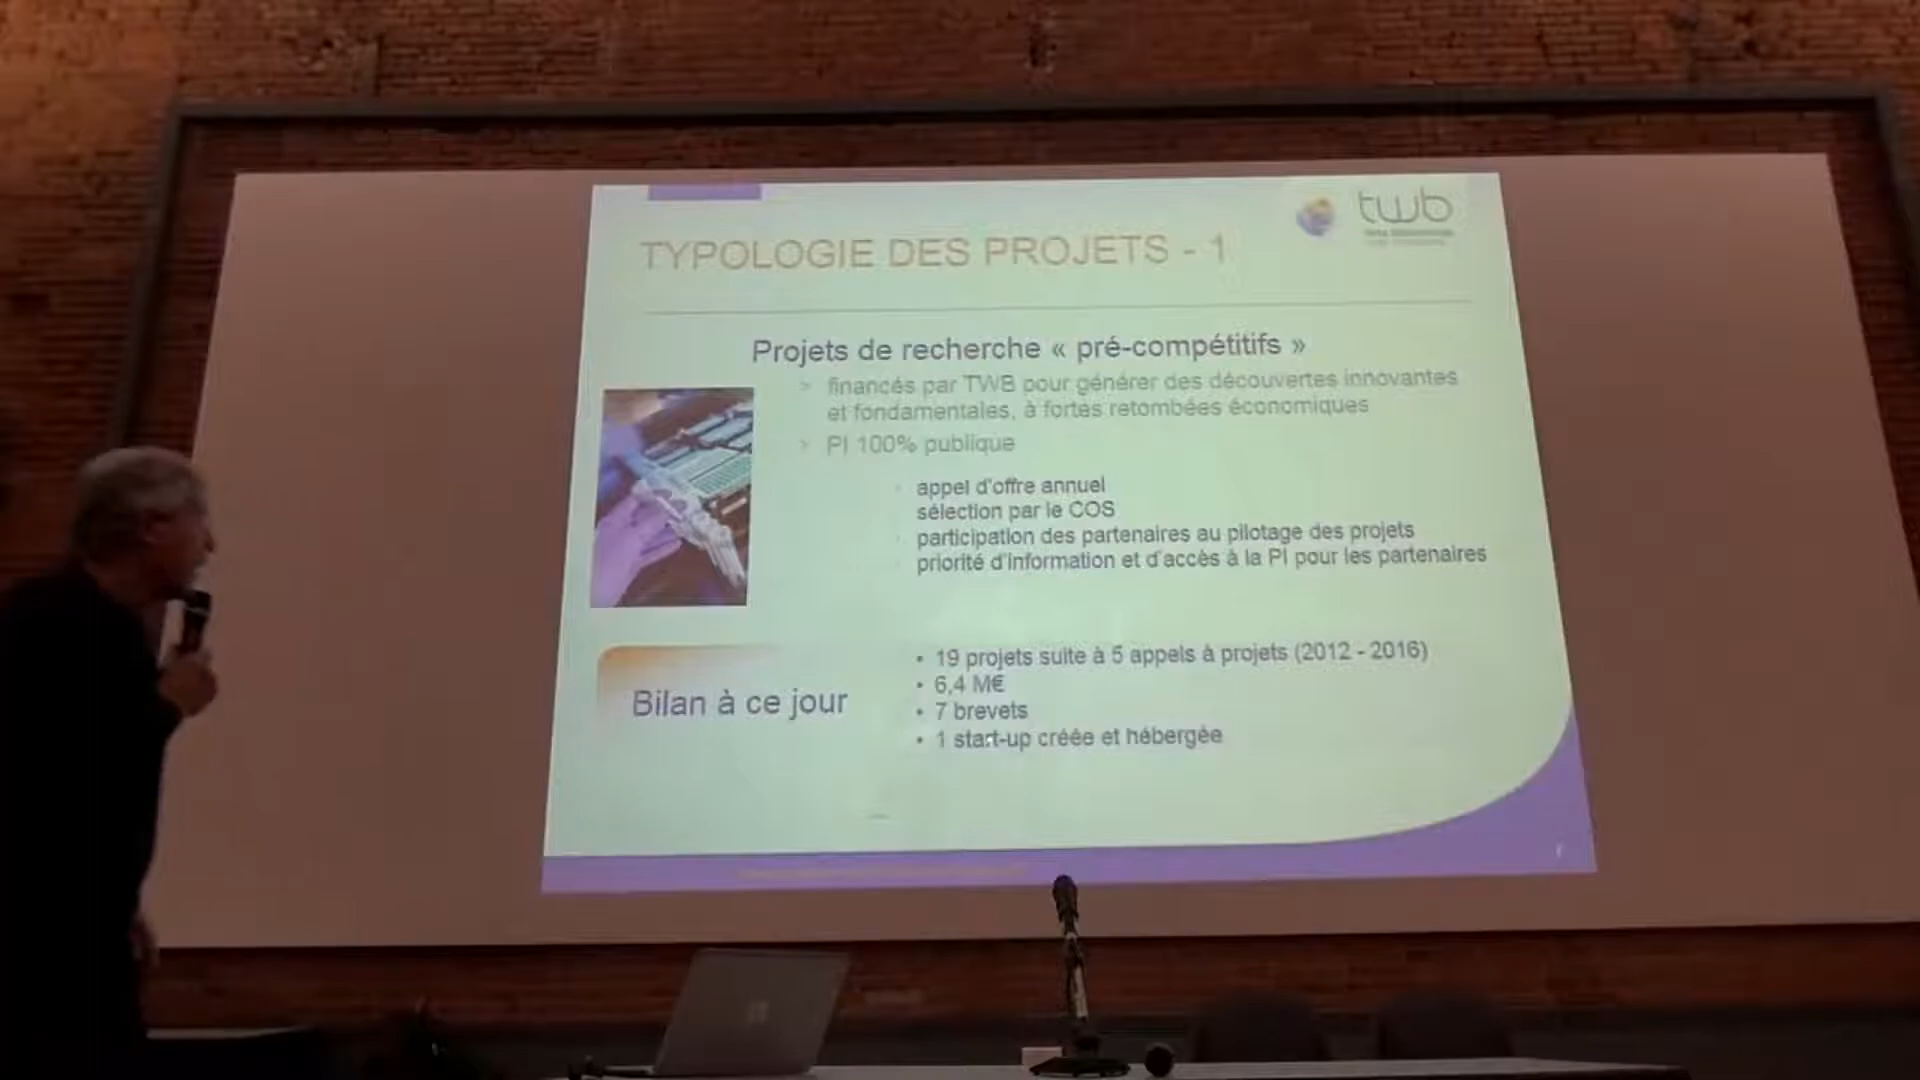 twb
TYPOLOGIE DES PROJETS - 1
Projets de recherche « pré-compétitifs »
> financés par TWB pour générer des découvertes innovantes
et fondamentales, à fortes retombées économiques
> PI 100% publique
appel d'offre annuel
sélection par le COS
participation des partenaires au pilotage des projets
priorité d'information et d'accès à la PI pour les partenaires
Bilan à ce jour
• 19 projets suite à 5 appels à projets (2012 - 2016)
• 6,4 M€
• 7 brevets
• 1 start-up créée et hébergée